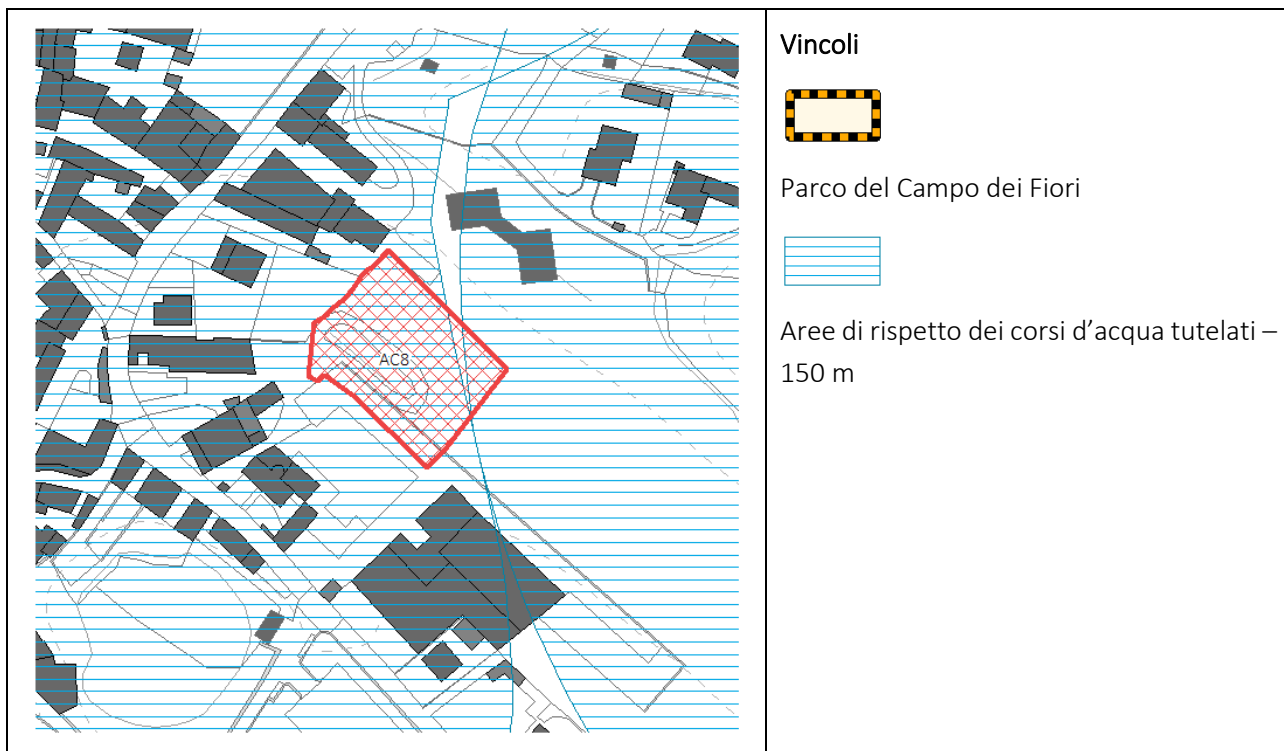 AC8
Vincoli
Parco del Campo dei Fiori
Aree di rispetto dei corsi d’acqua tutelati –
150 m